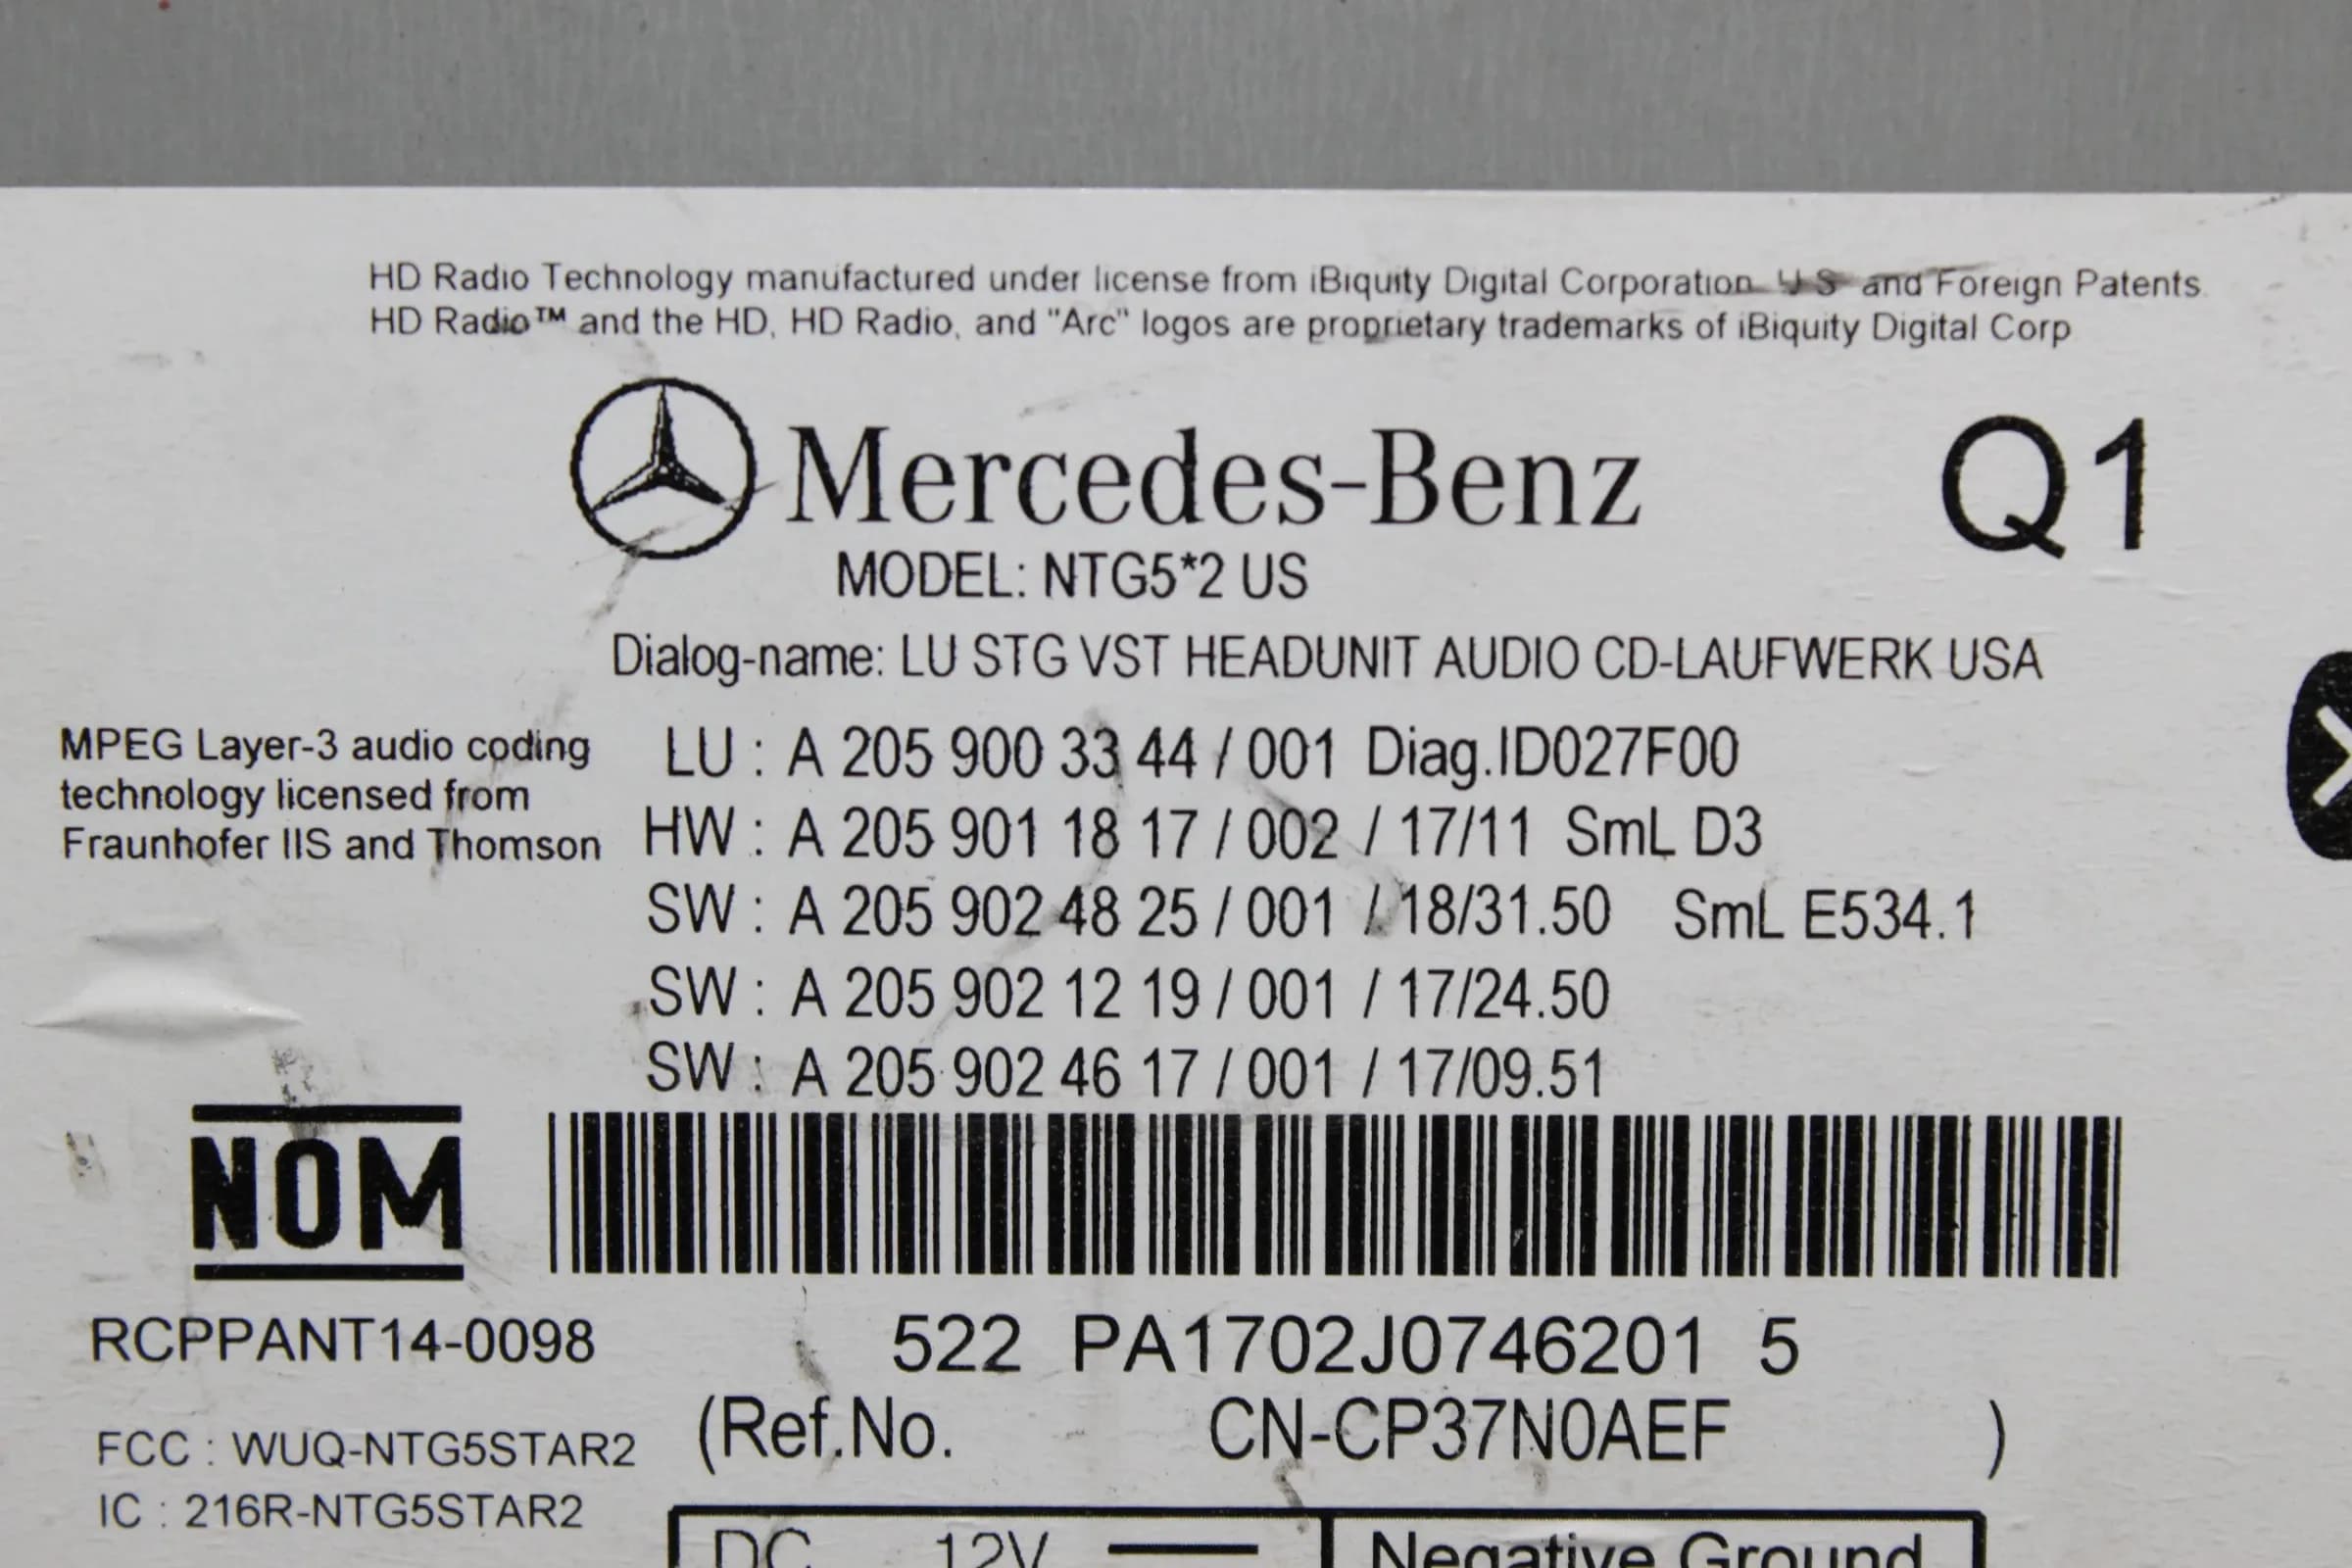 HD Radio Technology manufactured under license from iBiquity Digital Corporation U S and Foreign Patents
HD Radio™ and the HD, HD Radio, and "Arc" logos are proprietary trademarks of iBiquity Digital Corp
Mercedes-Benz
Q1
MODEL: NTG5*2 US
Dialog-name: LU STG VST HEADUNIT AUDIO CD-LAUFWERK USA
MPEG Layer-3 audio coding
technology licensed from
Fraunhofer IIS and Thomson
LU : A 205 900 33 44 / 001 Diag.ID027F00
HW : A 205 901 18 17 / 002 / 17/11 SmL D3
SW : A 205 902 48 25 / 001 / 18/31.50 SmL E534.1
SW : A 205 902 12 19 / 001 / 17/24.50
SW : A 205 902 46 17 / 001 / 17/09.51
NOM
RCPPANT14-0098
522 PA1702J0746201 5
(Ref.No. CN-CP37N0AEF )
FCC : WUQ-NTG5STAR2
IC : 216R-NTG5STAR2
DC 12V
Negative Ground